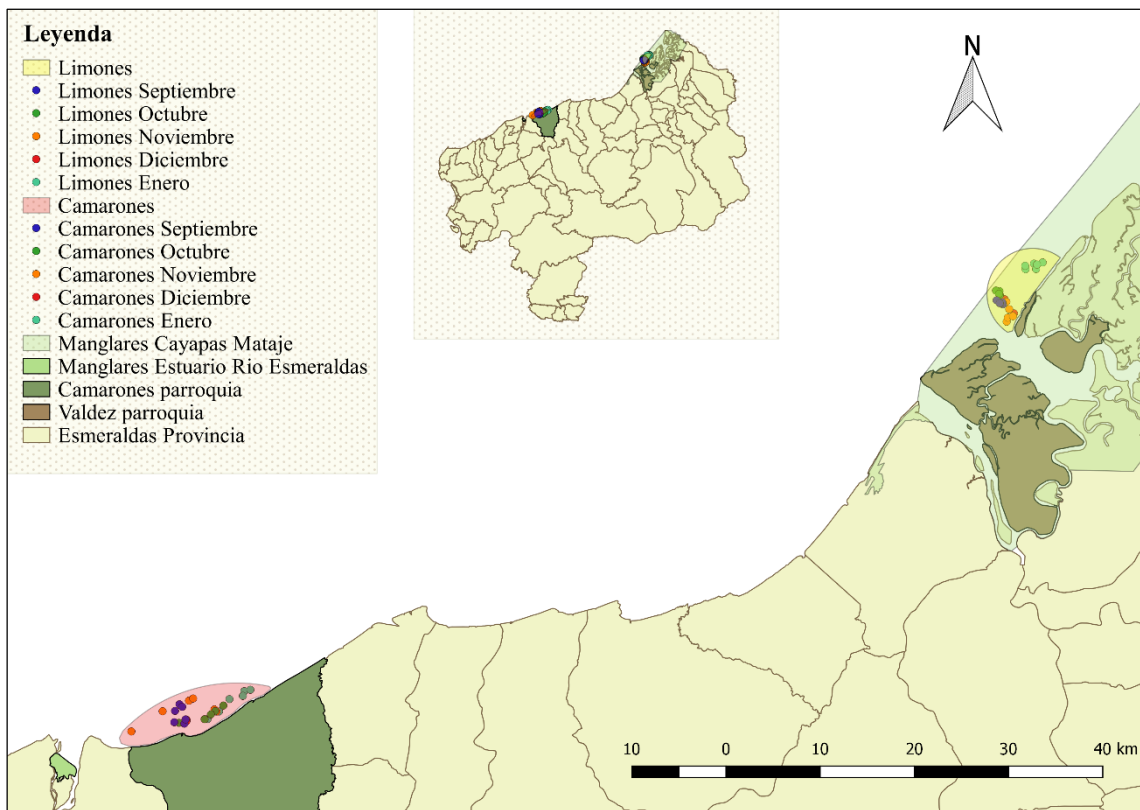 Leyenda
Limones
Limones Septiembre
Limones Octubre
Limones Noviembre
Limones Diciembre
Limones Enero
Camarones
Camarones Septiembre
Camarones Octubre
Camarones Noviembre
Camarones Diciembre
Camarones Enero
Manglares Cayapas Mataje
Manglares Estuario Rio Esmeraldas
Camarones parroquia
Valdez parroquia
Esmeraldas Provincia
N
10 0 10 20 30 40 km